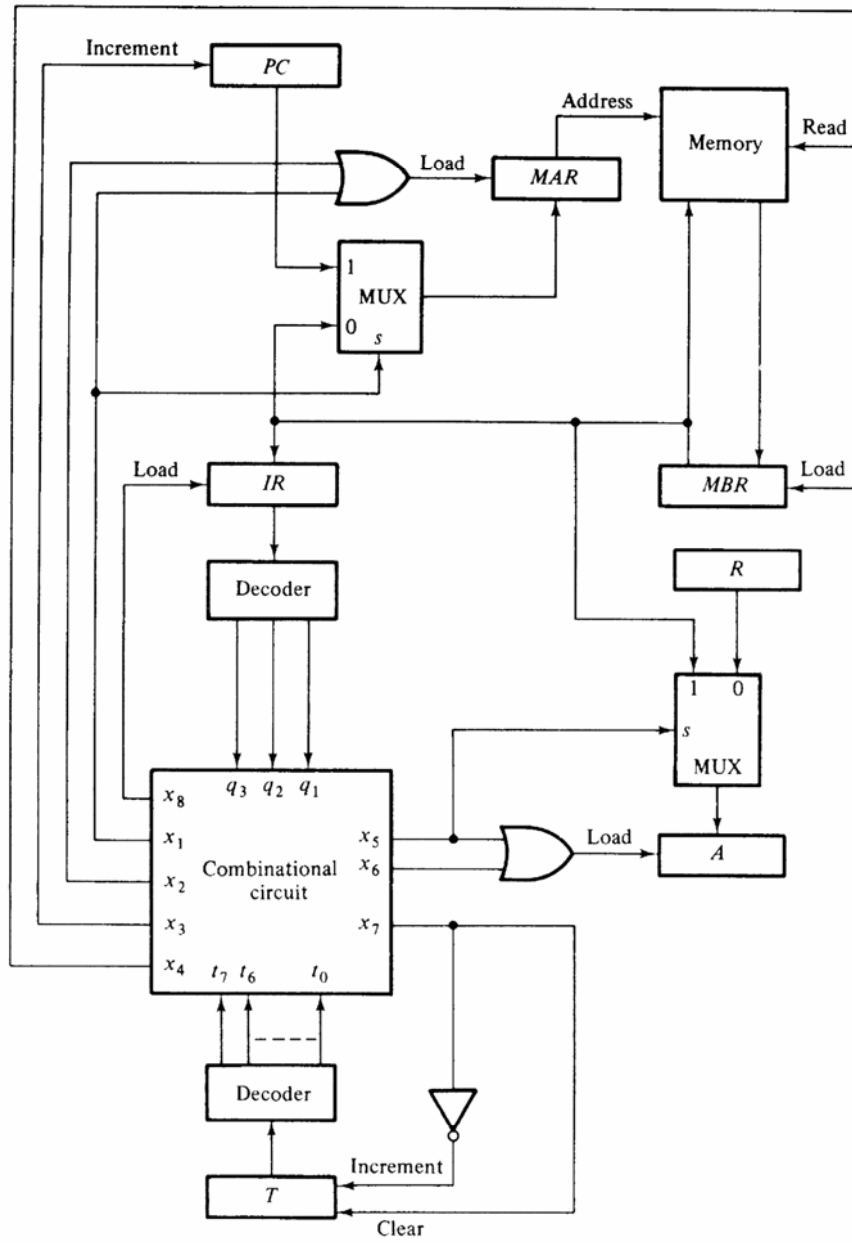 Increment
PC
Address
Memory
Read
Load
MAR
1
MUX
0
s
Load
IR
MBR
Load
R
Decoder
1 0
s
MUX
q3 q2 q1
x8
x1
x5
Load
A
Combinational
circuit
x6
x2
x7
x3
x4
t7 t6 t0
Decoder
Increment
T
Clear